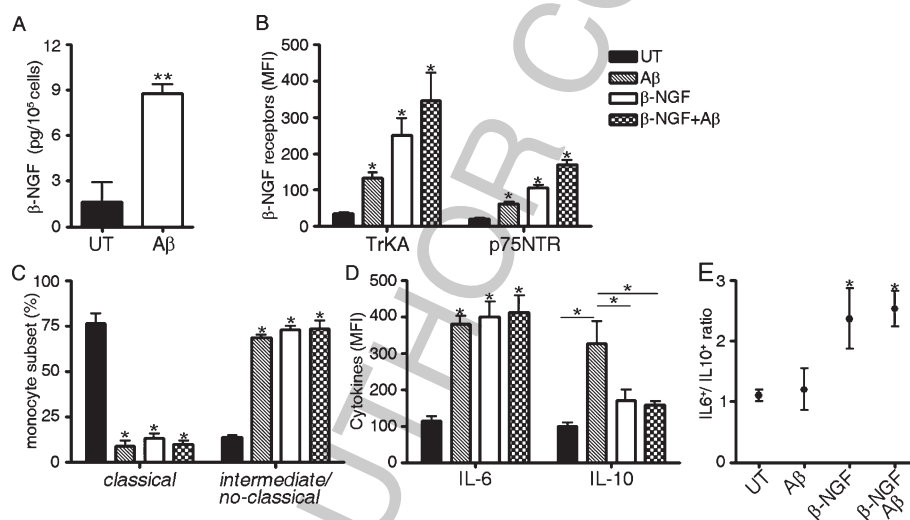 A
β-NGF (pg/10⁵ cells)
12
9
6
3
0
**
UT
Aβ
B
β-NGF receptors (MFI)
500
400
300
200
100
0
*
*
*
*
*
*
TrKA
p75NTR
UT
Aβ
β-NGF
β-NGF+Aβ
C
monocyte subset (%)
100
75
50
25
0
*
*
*
*
*
*
classical
intermediate/
no-classical
D
Cytokines (MFI)
500
400
300
200
100
0
*
*
*
*
*
*
IL-6
IL-10
E
IL6⁺/ IL10⁺ ratio
3
2
1
0
*
*
UT
Aβ
β-NGF
β-NGF
Aβ
UTHOR CO